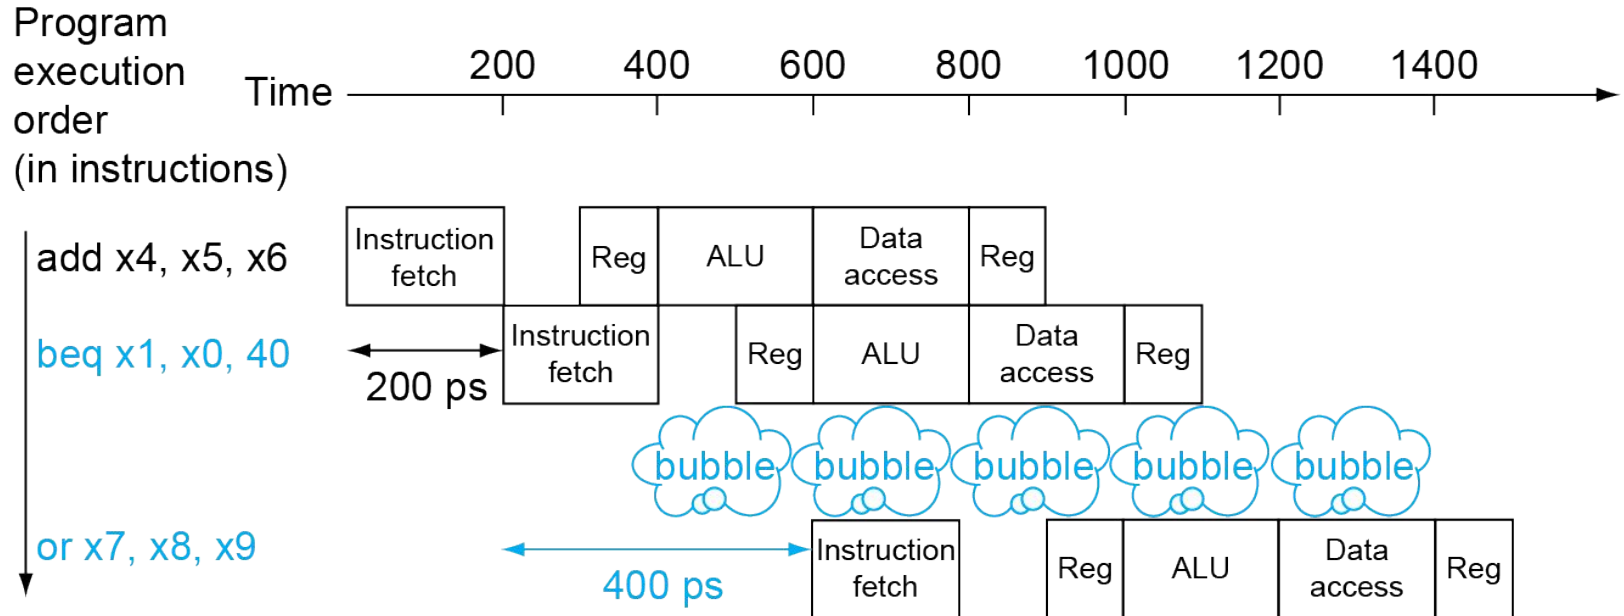 Program
execution
order
(in instructions)
Time
200 400 600 800 1000 1200 1400
add x4, x5, x6
Instruction
fetch
Reg
ALU
Data
access
Reg
beq x1, x0, 40
200 ps
Instruction
fetch
Reg
ALU
Data
access
Reg
bubble bubble bubble bubble bubble
or x7, x8, x9
400 ps
Instruction
fetch
Reg
ALU
Data
access
Reg